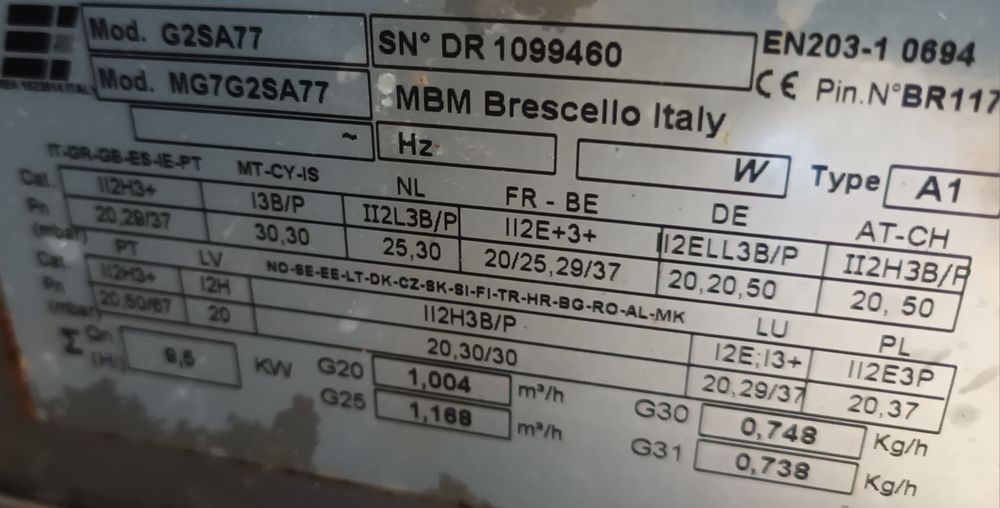 Mod. G2SA77
SN° DR 1099460
EN203-1 0694
Mod. MG7G2SA77
CE Pin.N°BR117
MBM Brescello Italy
~ Hz W Type A1
IT-GR-GB-ES-IE-PT MT-CY-IS NL FR - BE DE AT-CH
Cat. II2H3+ I3B/P II2L3B/P II2E+3+ I2ELL3B/P II2H3B/P
Pn (mbar) 20,29/37 30,30 25,30 20/25,29/37 20,20,50 20, 50
PT LV NO-SE-EE-LT-DK-CZ-SK-SI-FI-TR-HR-BG-RO-AL-MK LU PL
Cat. II2H3+ I2H II2H3B/P I2E;I3+ II2E3P
Pn (mbar) 20,50/67 20 20,30/30 20,29/37 20,37
Σ Qn (Hi) 9,5 KW G20 1,004 m³/h G30 0,748 Kg/h
G25 1,168 m³/h G31 0,738 Kg/h